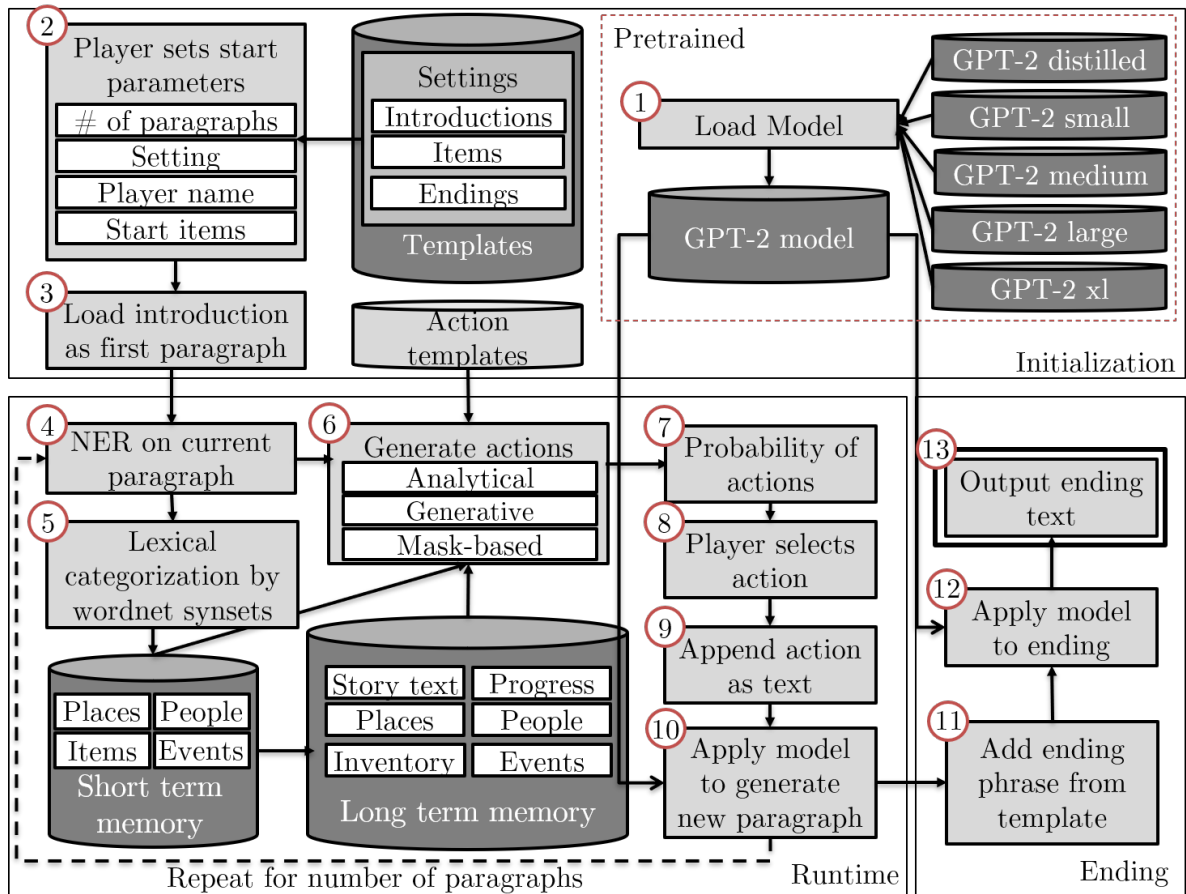 2
Player sets start
parameters
# of paragraphs
Setting
Player name
Start items
Settings
Introductions
Items
Endings
Templates
Pretrained
1
Load Model
GPT-2 model
GPT-2 distilled
GPT-2 small
GPT-2 medium
GPT-2 large
GPT-2 xl
3
Load introduction
as first paragraph
Action
templates
Initialization
4
NER on current
paragraph
5
Lexical
categorization by
wordnet synsets
Places
People
Items
Events
Short term
memory
6
Generate actions
Analytical
Generative
Mask-based
Story text
Progress
Places
People
Inventory
Events
Long term memory
7
Probability of
actions
8
Player selects
action
9
Append action
as text
10
Apply model
to generate
new paragraph
Repeat for number of paragraphs
Runtime
13
Output ending
text
12
Apply model
to ending
11
Add ending
phrase from
template
Ending